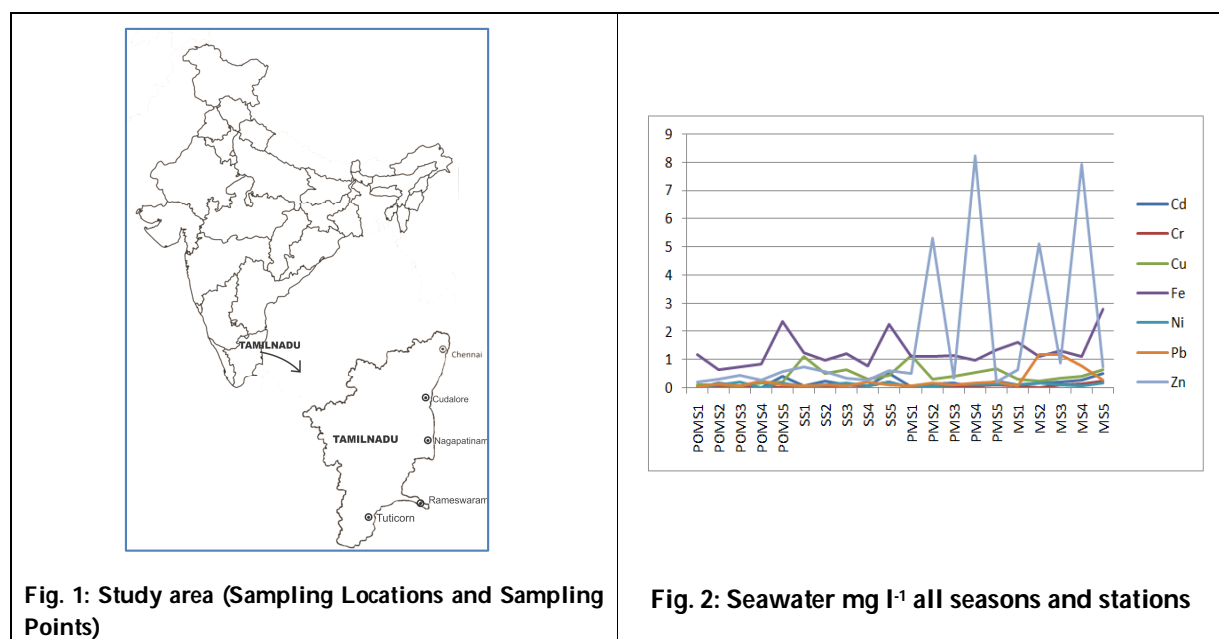 TAMILNADU
Chennai
Cudalore
TAMILNADU
Nagapatinam
Rameswaram
Tuticorn
Fig. 1: Study area (Sampling Locations and Sampling
Points)
9
8
7
6
5
4
3
2
1
0
POMS1
POMS2
POMS3
POMS4
POMS5
SS1
SS2
SS3
SS4
SS5
PMS1
PMS2
PMS3
PMS4
PMS5
MS1
MS2
MS3
MS4
MS5
Cd
Cr
Cu
Fe
Ni
Pb
Zn
Fig. 2: Seawater mg l⁻¹ all seasons and stations